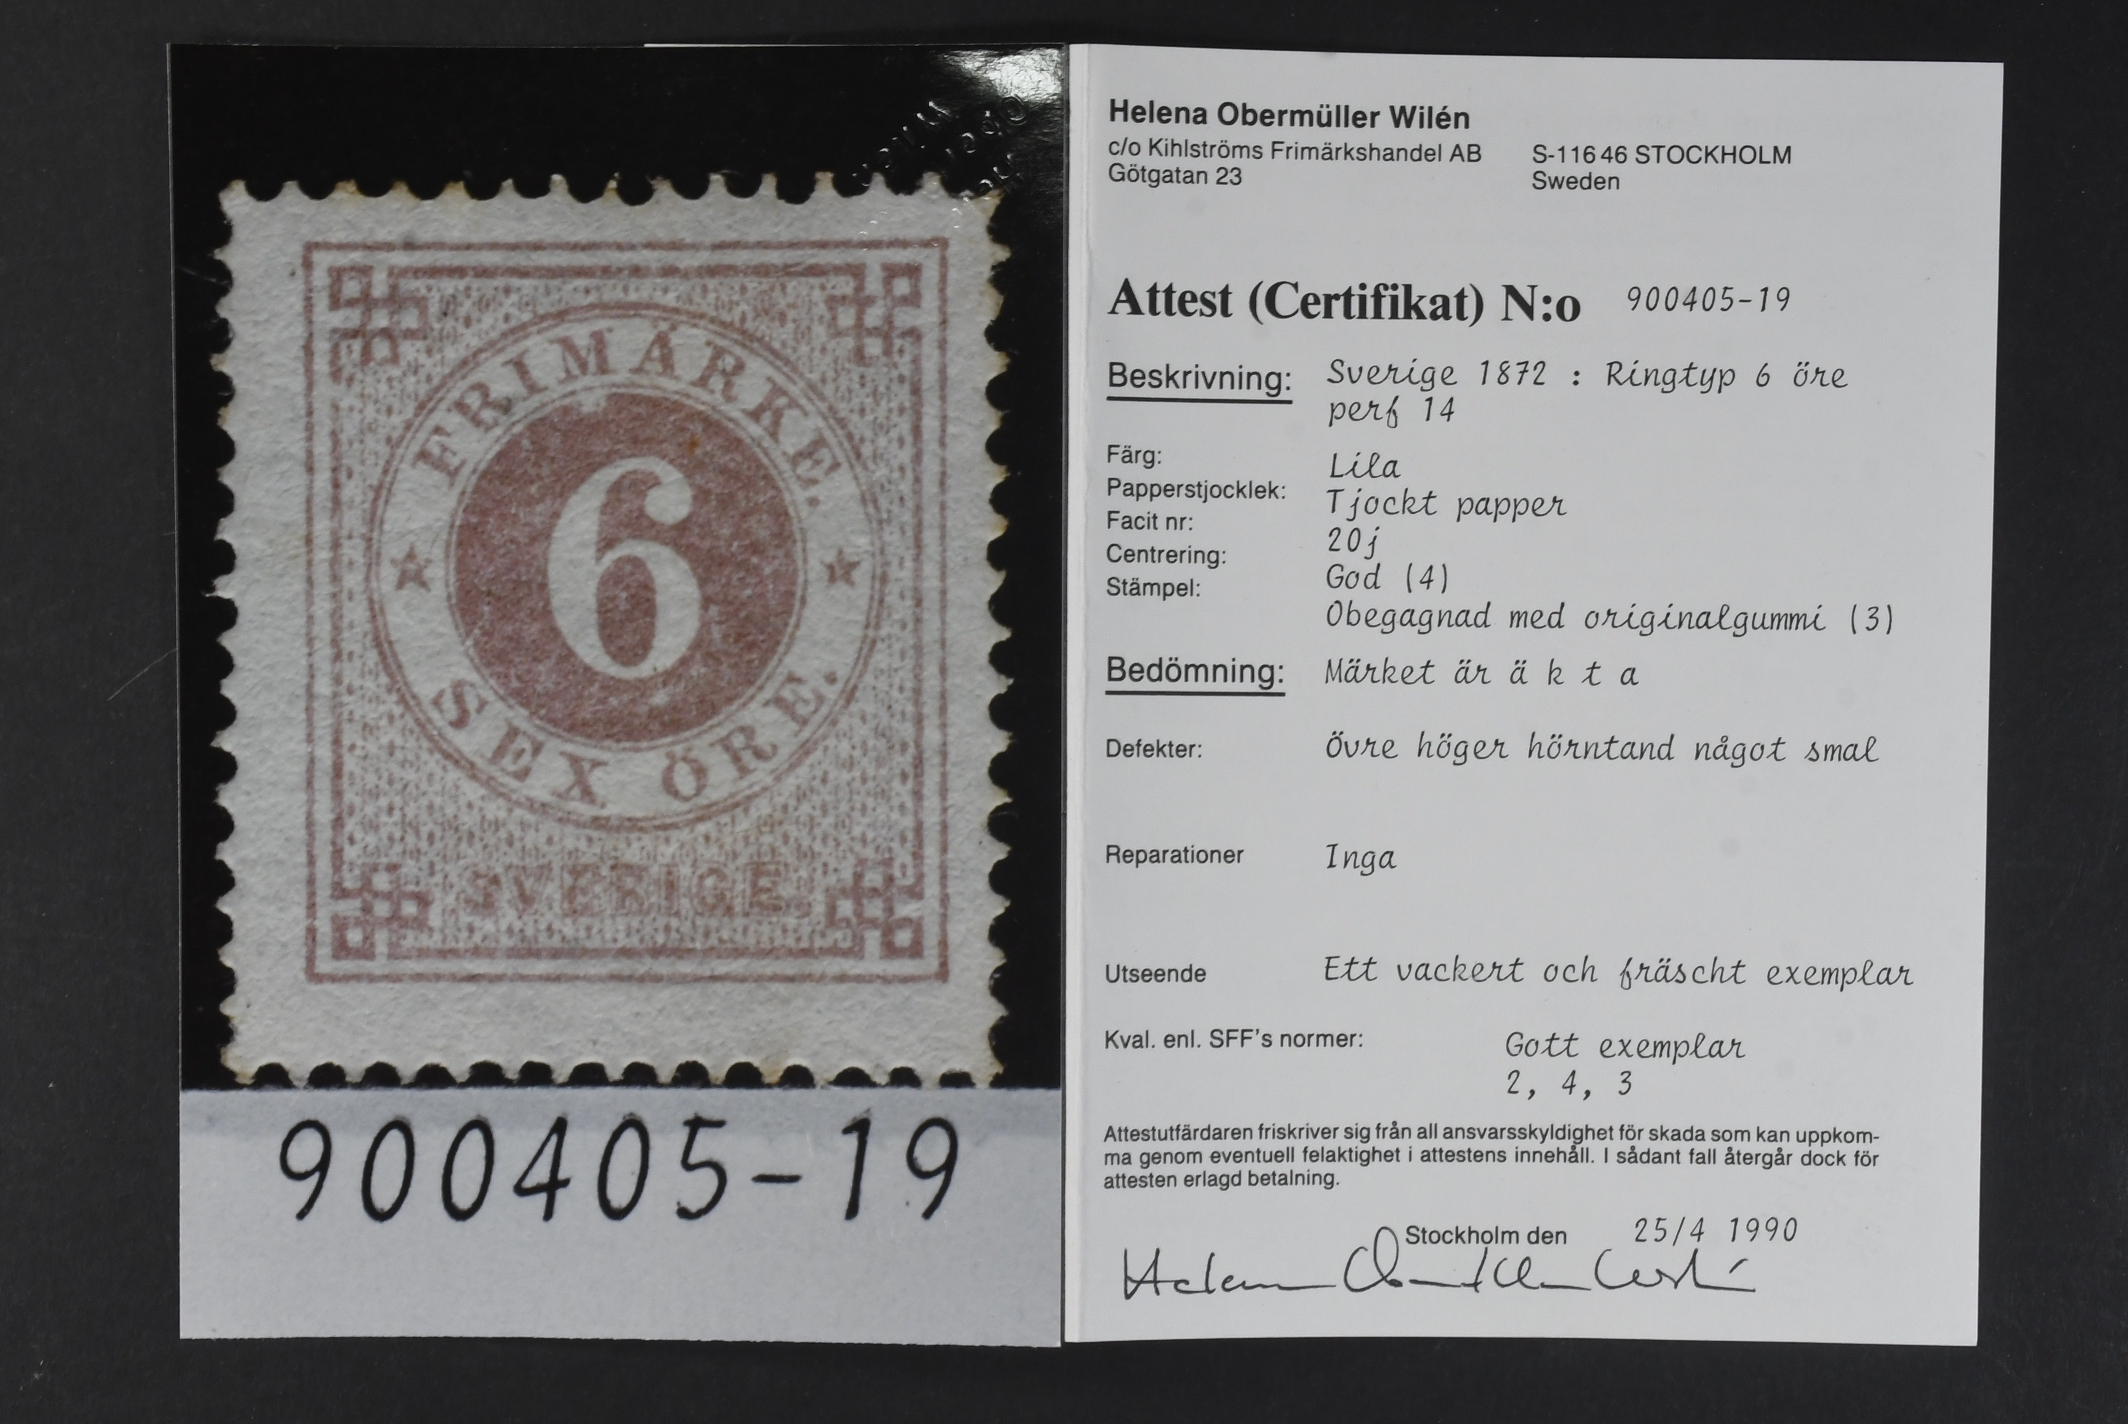 FRIMÄRKE.
6
SEX ÖRE.
SVERIGE.
900405-19
Helena Obermüller Wilén
c/o Kihlströms Frimärkshandel AB
Götgatan 23
S-116 46 STOCKHOLM
Sweden
Attest (Certifikat) N:o 900405-19
Beskrivning: Sverige 1872 : Ringtyp 6 öre
perf 14
Färg: Lila
Papperstjocklek: Tjockt papper
Facit nr: 20j
Centrering: God (4)
Stämpel: Obegagnad med originalgummi (3)
Bedömning: Märket är ä k t a
Defekter: Övre höger hörntand något smal
Reparationer Inga
Utseende Ett vackert och fräscht exemplar
Kval. enl. SFF's normer: Gott exemplar
2, 4, 3
Attestutfärdaren friskriver sig från all ansvarsskyldighet för skada som kan uppkom-
ma genom eventuell felaktighet i attestens innehåll. I sådant fall återgår dock för
attesten erlagd betalning.
Stockholm den 25/4 1990
Helena